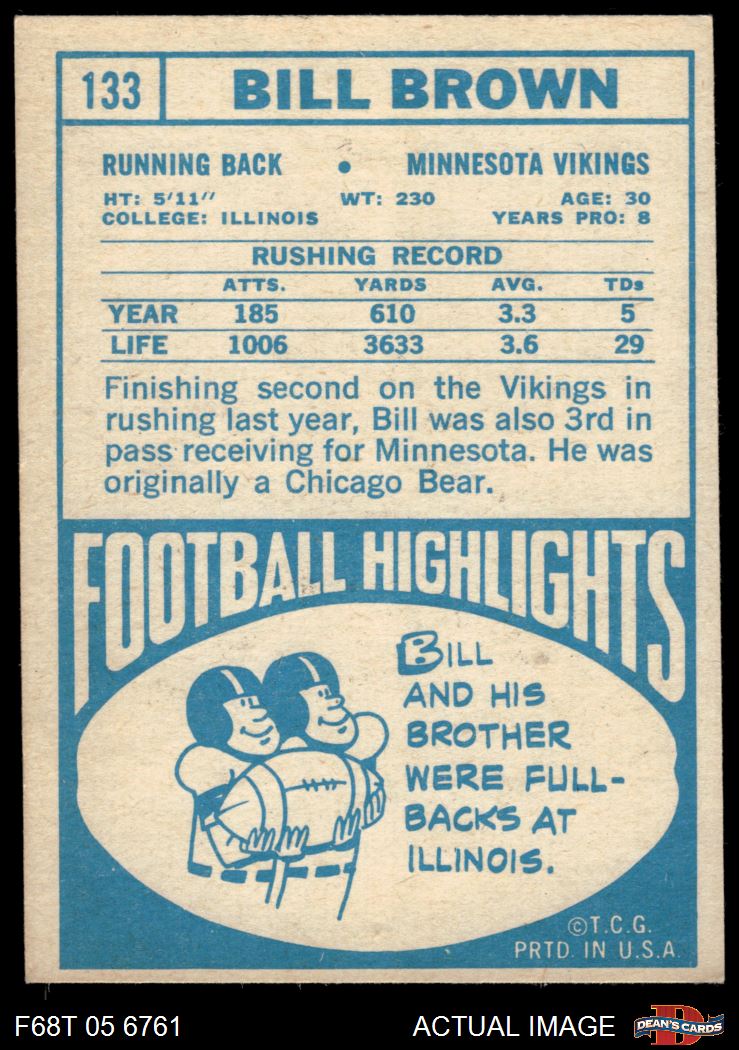 133 BILL BROWN
RUNNING BACK • MINNESOTA VIKINGS
HT: 5'11" WT: 230 AGE: 30
COLLEGE: ILLINOIS YEARS PRO: 8
RUSHING RECORD
ATTS. YARDS AVG. TDs
YEAR 185 610 3.3 5
LIFE 1006 3633 3.6 29
Finishing second on the Vikings in
rushing last year, Bill was also 3rd in
pass receiving for Minnesota. He was
originally a Chicago Bear.
FOOTBALL HIGHLIGHTS
BILL
AND HIS
BROTHER
WERE FULL-
BACKS AT
ILLINOIS.
©T.C.G.
PRTD. IN U.S.A.
F68T 05 6761 ACTUAL IMAGE
D
DEAN'S CARDS